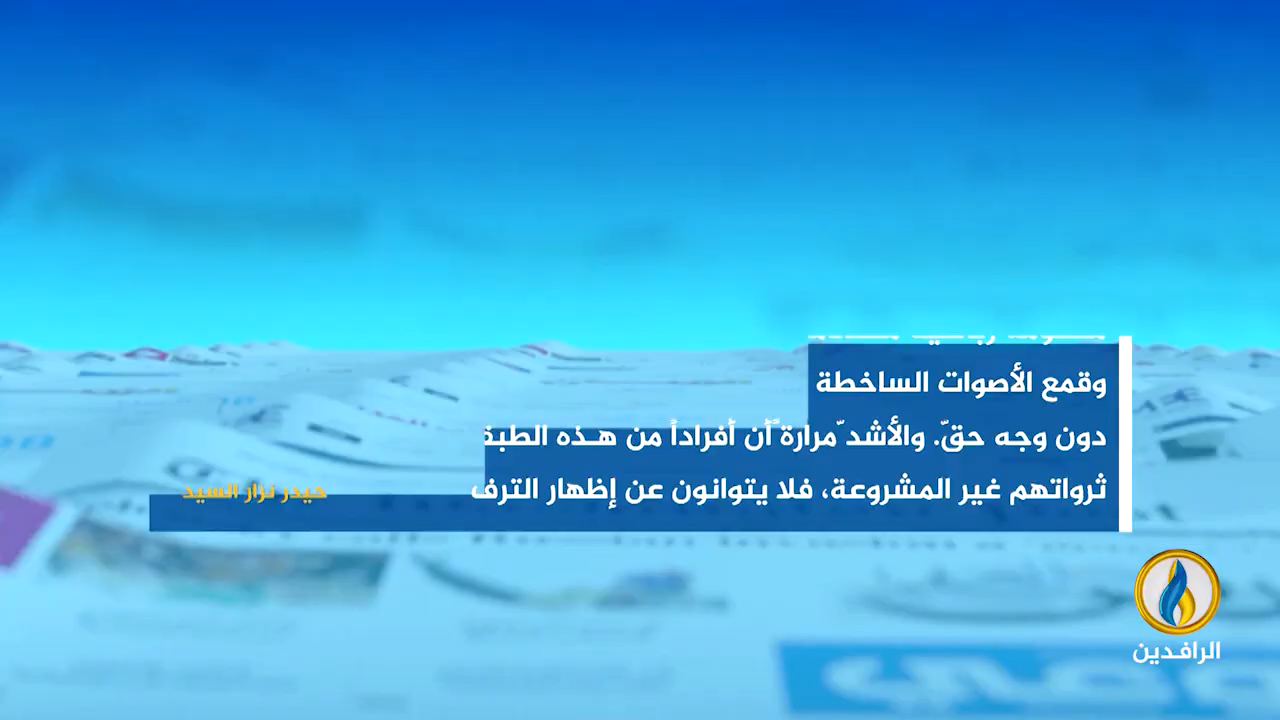 وقمع الأصوات الساخطة
دون وجه حقّ. والأشدّ مرارةً أن أفراداً من هذه
ثرواتهم غير المشروعة، فلا يتوانون عن إظهار الترف
حيدر نزار السيد
الرافدين